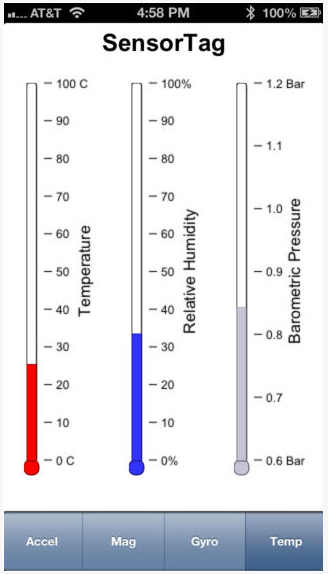 AT&T 4:58 PM 100%
SensorTag
100 C
90
80
70
60
50
40
30
20
10
0 C
Temperature
100%
90
80
70
60
50
40
30
20
10
0%
Relative Humidity
1.2 Bar
1.1
1.0
0.9
0.8
0.7
0.6 Bar
Barometric Pressure
Accel Mag Gyro Temp